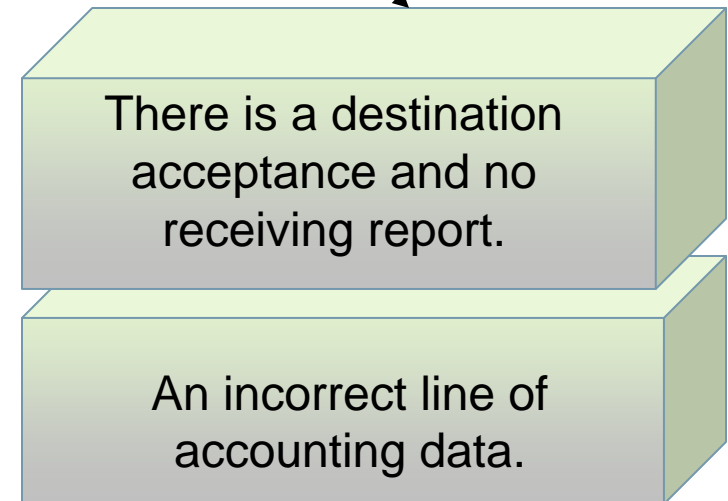 There is a destination
acceptance and no
receiving report.
An incorrect line of
accounting data.